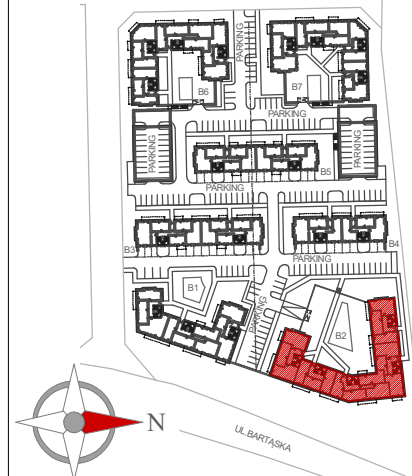 PARKING
B6
B7
PARKING
PARKING
PARKING
B5
PARKING
B3
B4
PARKING
B1
PARKING
B2
N
UL.BARTĄSKA